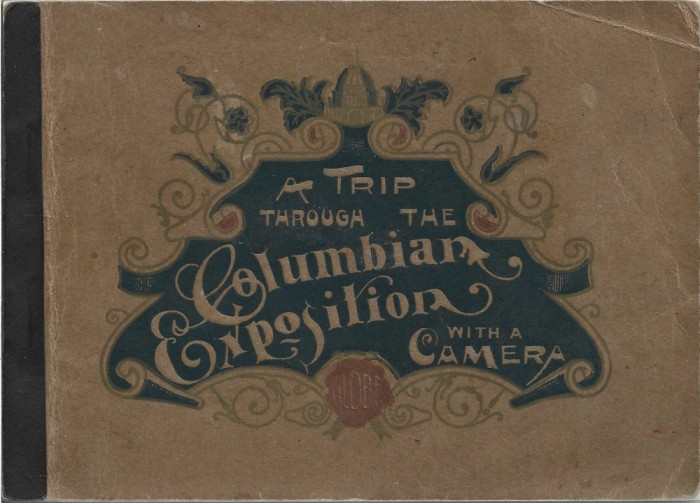 A TRIP
THROUGH THE
Columbian
Exposition
WITH A
CAMERA
GLOBE